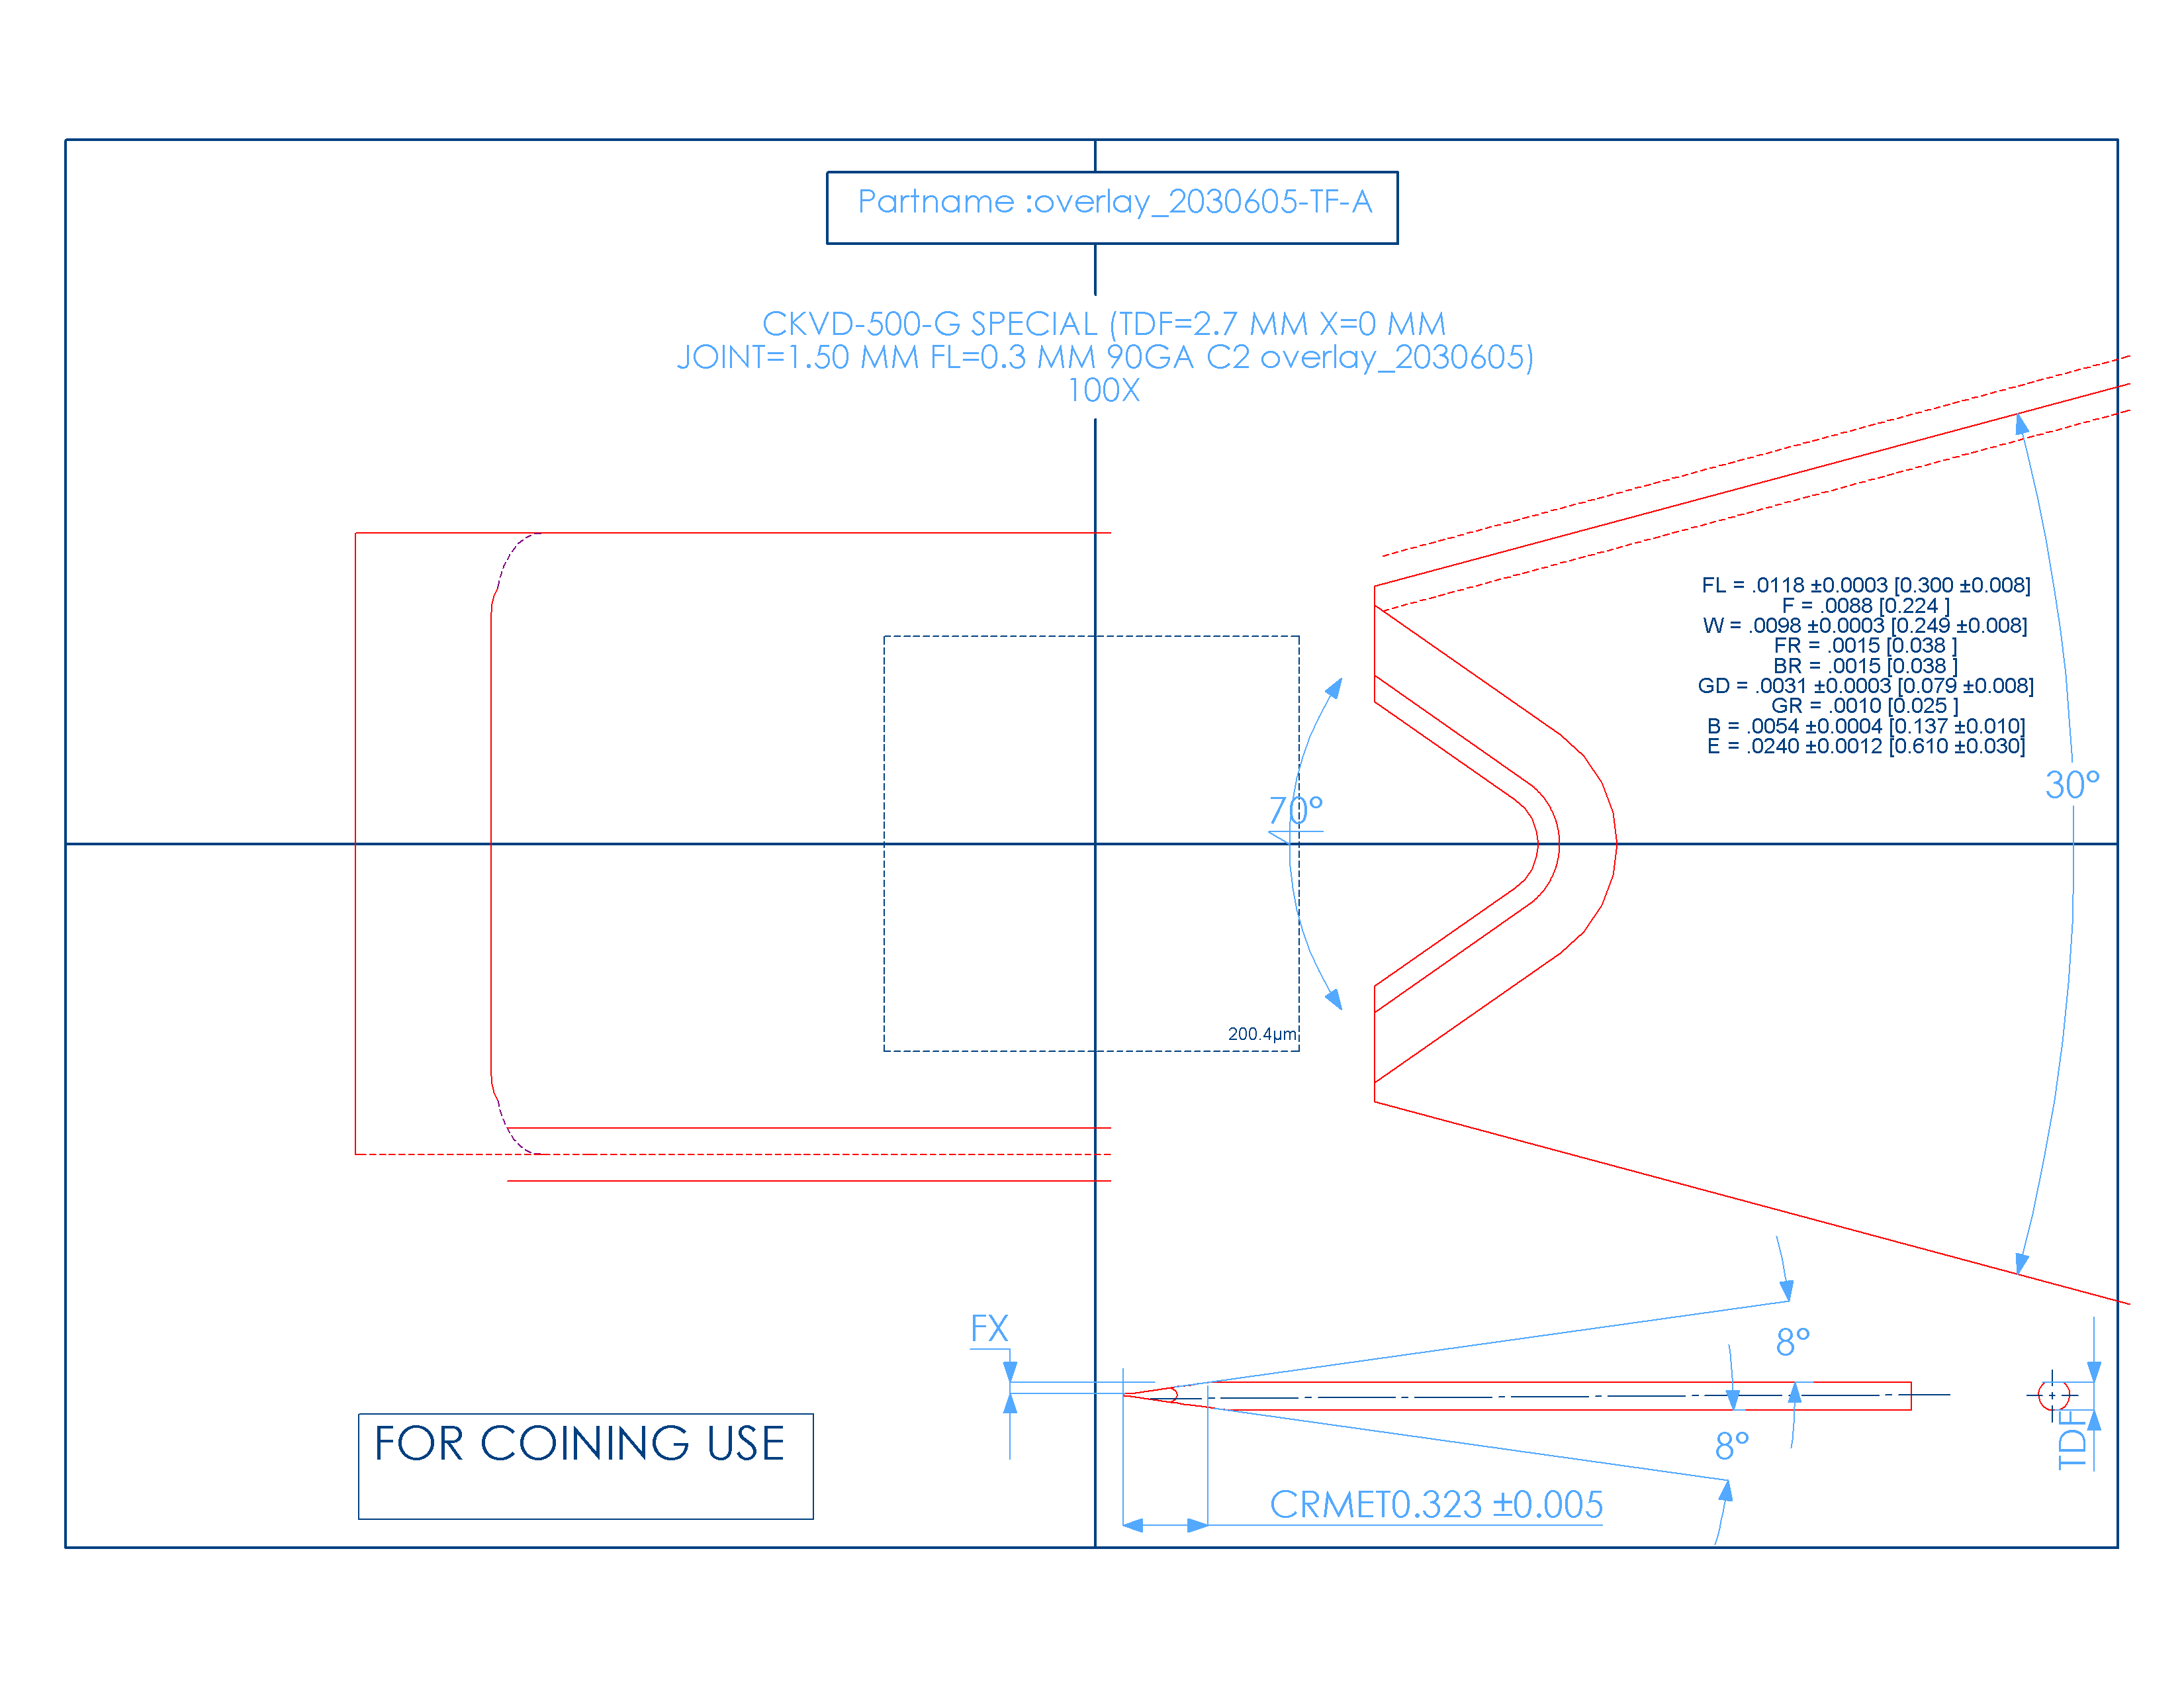 Partname :overlay_2030605-TF-A
CKVD-500-G SPECIAL (TDF=2.7 MM X=0 MM
JOINT=1.50 MM FL=0.3 MM 90GA C2 overlay_2030605)
100X
FL = .0118 ±0.0003 [0.300 ±0.008]
F = .0088 [0.224 ]
W = .0098 ±0.0003 [0.249 ±0.008]
FR = .0015 [0.038 ]
BR = .0015 [0.038 ]
GD = .0031 ±0.0003 [0.079 ±0.008]
GR = .0010 [0.025 ]
B = .0054 ±0.0004 [0.137 ±0.010]
E = .0240 ±0.0012 [0.610 ±0.030]
30°
70°
200.4µm
FX
8°
8°
TDF
FOR COINING USE
CRMET0.323 ±0.005